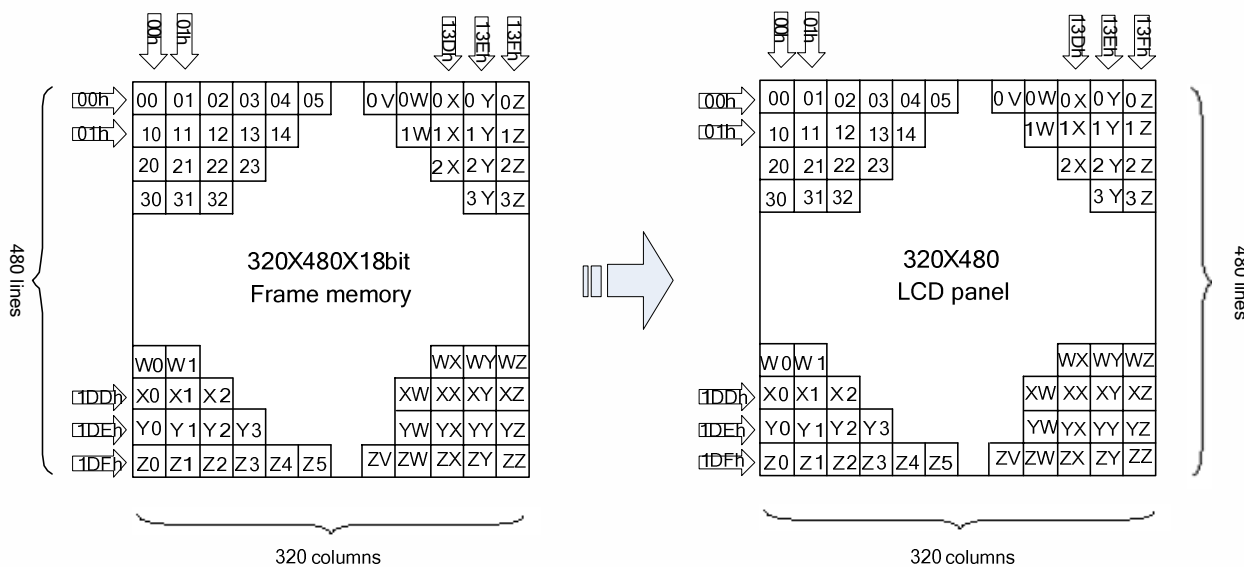 00h 01h 13Dh 13Eh 13Fh 00h 01h 13Dh 13Eh 13Fh
00h 00 01 02 03 04 05 0V 0W 0X 0Y 0Z 00h 00 01 02 03 04 05 0V 0W 0X 0Y 0Z
01h 10 11 12 13 14 1W 1X 1Y 1Z 01h 10 11 12 13 14 1W 1X 1Y 1Z
20 21 22 23 2X 2Y 2Z 20 21 22 23 2X 2Y 2Z
30 31 32 3Y 3Z 30 31 32 3Y 3Z
480 lines 320X480X18bit 320X480 480 lines
Frame memory LCD panel
W0 W1 WX WY WZ W0 W1 WX WY WZ
1DDh X0 X1 X2 XW XX XY XZ 1DDh X0 X1 X2 XW XX XY XZ
1DEh Y0 Y1 Y2 Y3 YW YX YY YZ 1DEh Y0 Y1 Y2 Y3 YW YX YY YZ
1DFh Z0 Z1 Z2 Z3 Z4 Z5 ZV ZW ZX ZY ZZ 1DFh Z0 Z1 Z2 Z3 Z4 Z5 ZV ZW ZX ZY ZZ
320 columns 320 columns